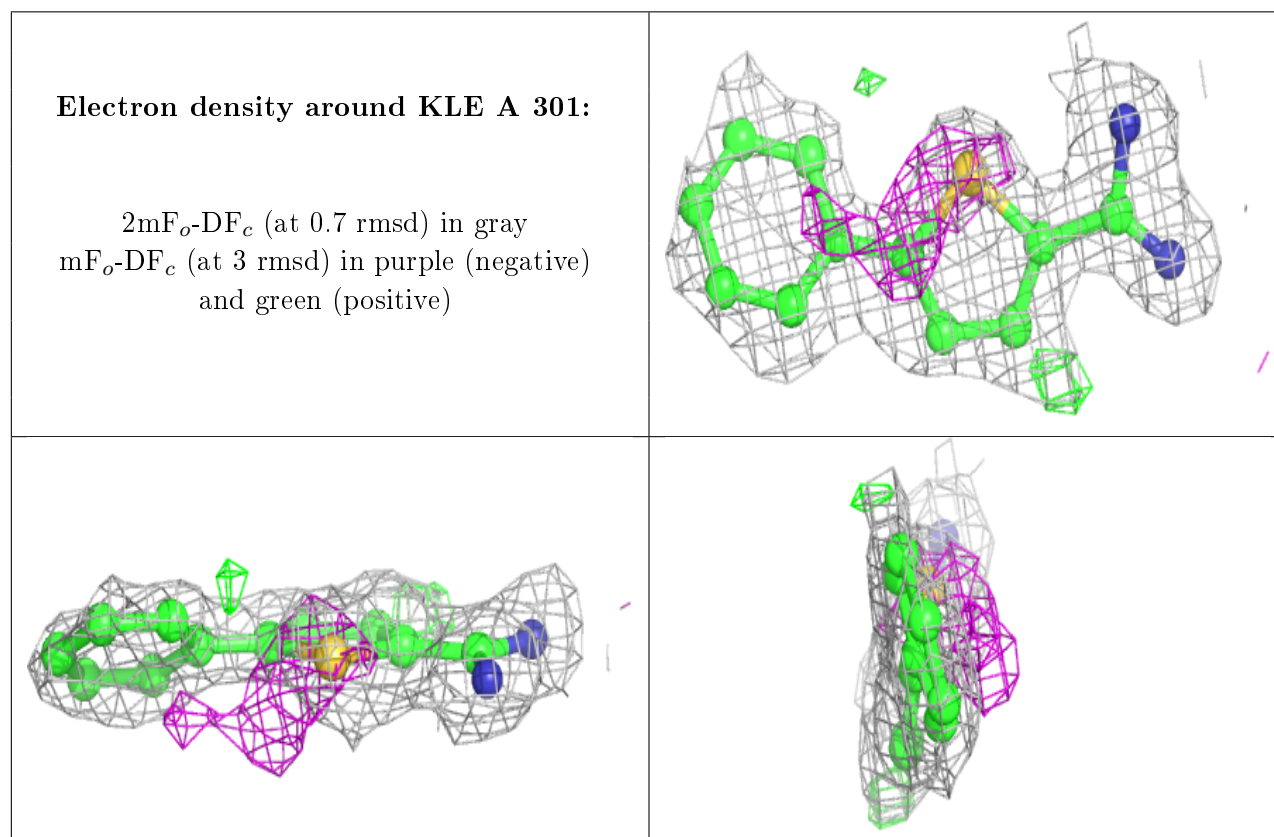 Electron density around KLE A 301:
2mFo-DFc (at 0.7 rmsd) in gray
mFo-DFc (at 3 rmsd) in purple (negative)
and green (positive)